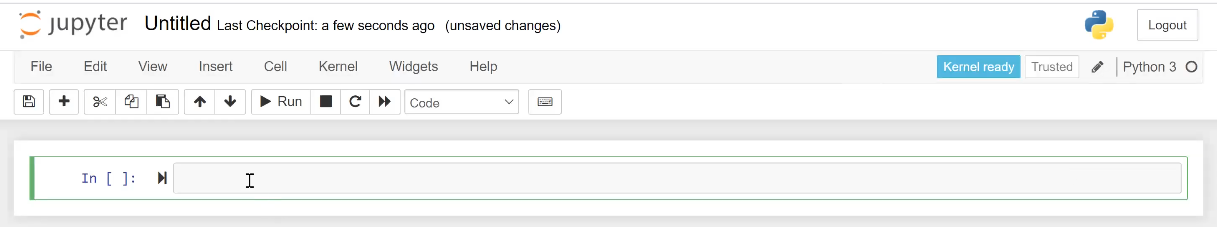 jupyter Untitled Last Checkpoint: a few seconds ago (unsaved changes) Logout
File Edit View Insert Cell Kernel Widgets Help Kernel ready Trusted Python 3
Run Code
In [ ]: